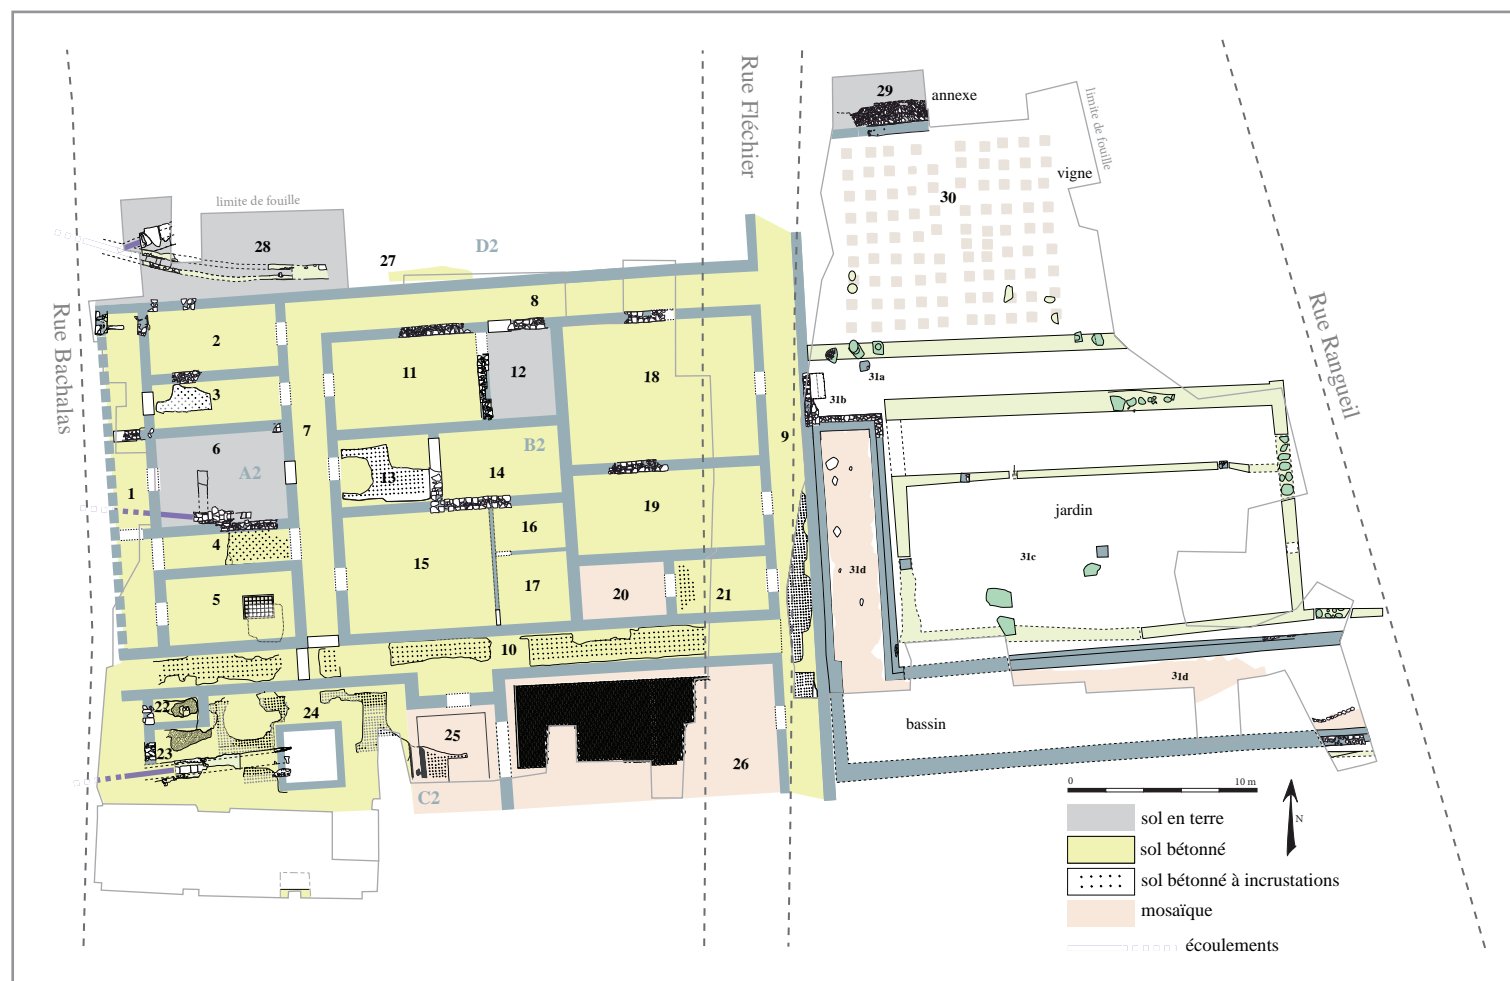 29
annexe
limite de fouille
vigne
30
Rue Fléchier
limite de fouille
28
27
D2
8
Rue Bachalas
Rue Rangueil
2
11
12
18
31a
3
31b
6
7
A2
B2
9
13
14
1
19
jardin
16
4
15
31c
31d
5
17
20
21
10
31d
22
24
23
25
bassin
26
C2
0
10 m
N
sol en terre
sol bétonné
sol bétonné à incrustations
mosaïque
écoulements